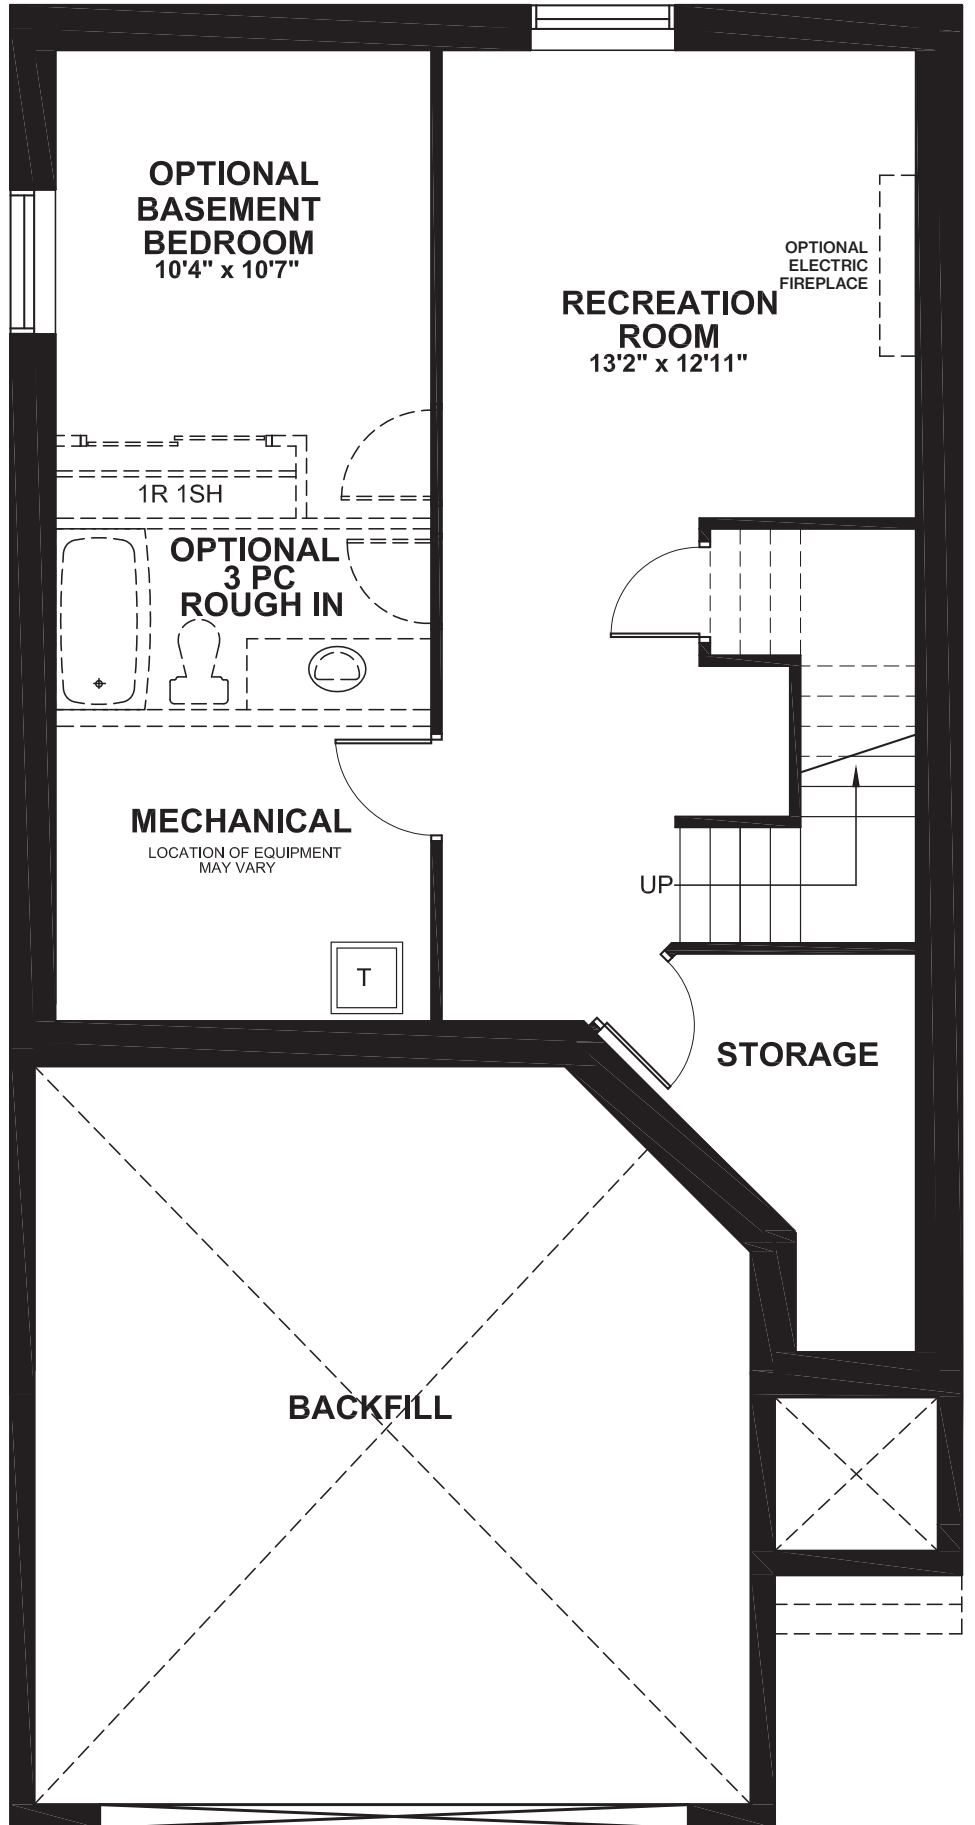 OPTIONAL
BASEMENT
BEDROOM
10'4" x 10'7"
OPTIONAL
ELECTRIC
FIREPLACE
RECREATION
ROOM
13'2" x 12'11"
1R 1SH
OPTIONAL
3 PC
ROUGH IN
MECHANICAL
LOCATION OF EQUIPMENT
MAY VARY
UP
T
STORAGE
BACKFILL